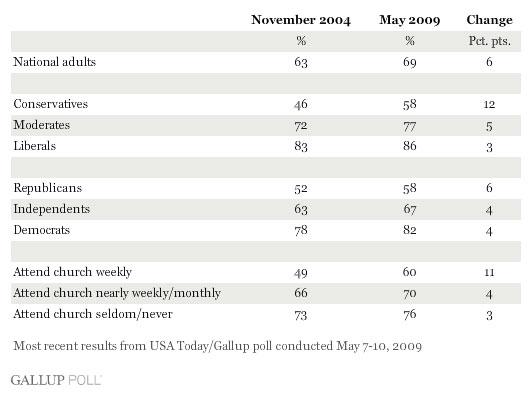 November 2004 May 2009 Change
% % Pct. pts.
National adults 63 69 6
Conservatives 46 58 12
Moderates 72 77 5
Liberals 83 86 3
Republicans 52 58 6
Independents 63 67 4
Democrats 78 82 4
Attend church weekly 49 60 11
Attend church nearly weekly/monthly 66 70 4
Attend church seldom/never 73 76 3
Most recent results from USA Today/Gallup poll conducted May 7-10, 2009
GALLUP POLL